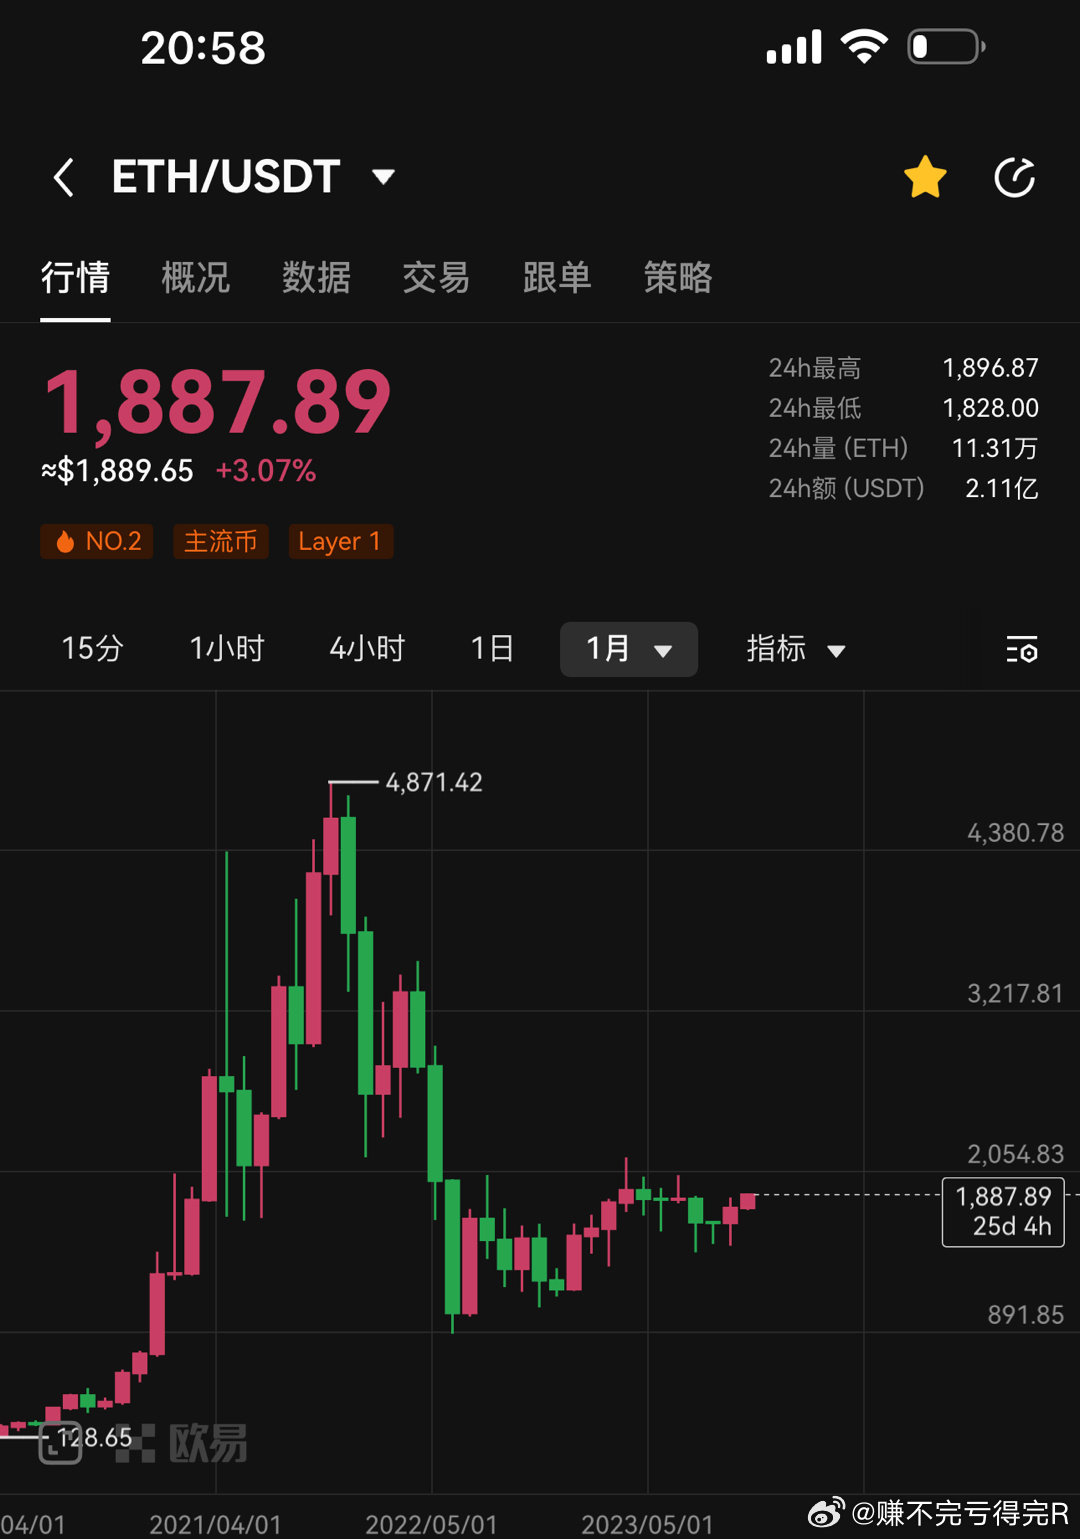 20:58
ETH/USDT
行情 概况 数据 交易 跟单 策略
1,887.89
≈$1,889.65 +3.07%
24h最高 1,896.87
24h最低 1,828.00
24h量 (ETH) 11.31万
24h额 (USDT) 2.11亿
NO.2 主流币 Layer 1
15分 1小时 4小时 1日 1月 指标
4,871.42
4,380.78
3,217.81
2,054.83
1,887.89
25d 4h
891.85
128.65
欧易
04/01 2021/04/01 2022/05/01 2023/05/01
@赚不完亏得完R